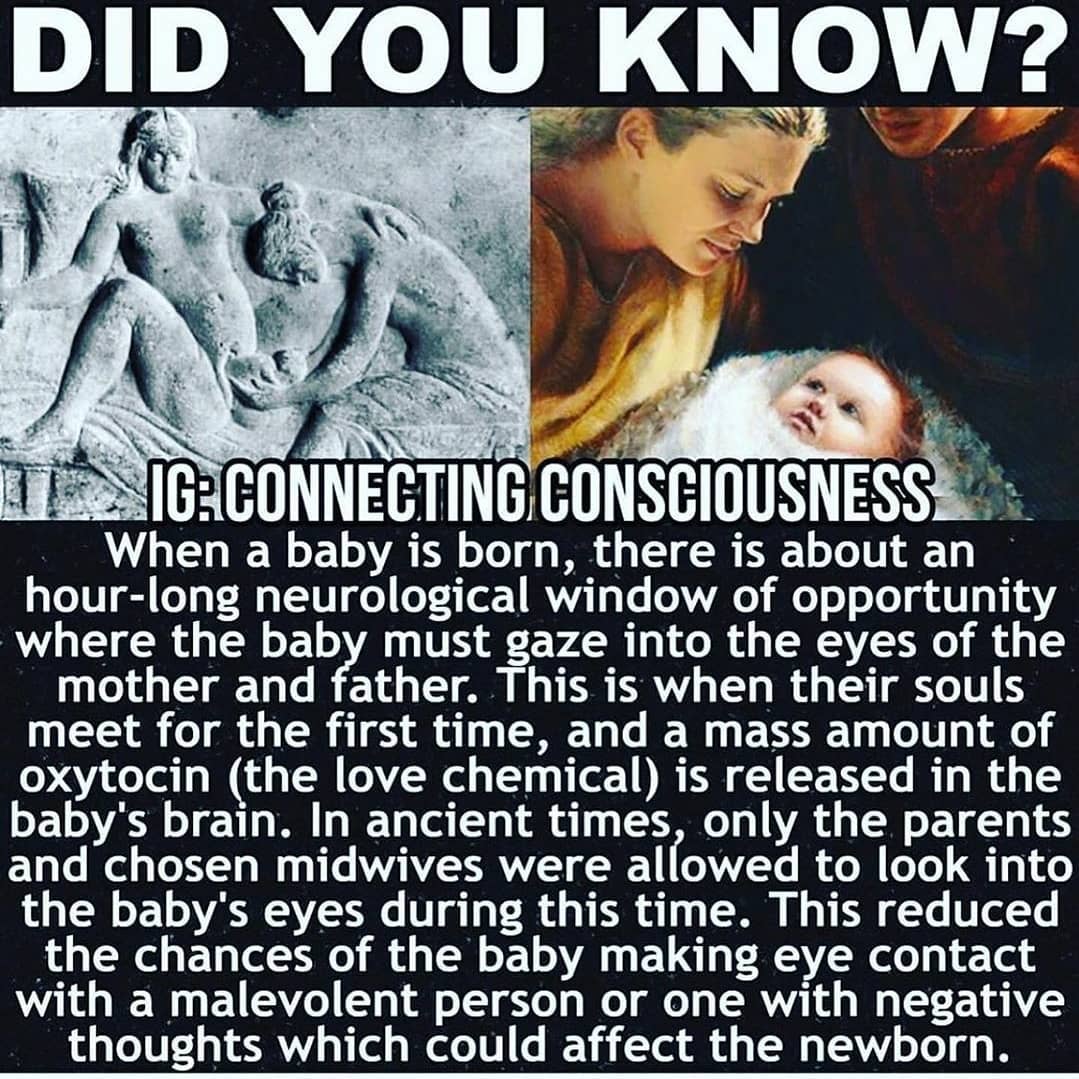 DID YOU KNOW?
IG: CONNECTING CONSCIOUSNESS
When a baby is born, there is about an
hour-long neurological window of opportunity
where the baby must gaze into the eyes of the
mother and father. This is when their souls
meet for the first time, and a mass amount of
oxytocin (the love chemical) is released in the
baby's brain. In ancient times, only the parents
and chosen midwives were allowed to look into
the baby's eyes during this time. This reduced
the chances of the baby making eye contact
with a malevolent person or one with negative
thoughts which could affect the newborn.